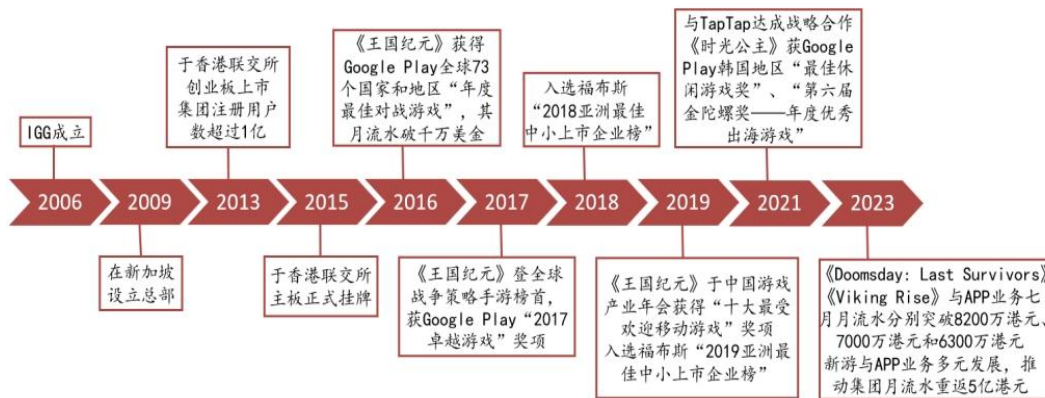 IGG成立
于香港联交所
创业板上市
集团注册用户
数超过1亿
《王国纪元》获得
Google Play全球73
个国家和地区“年度
最佳对战游戏”，其
月流水破千万美金
入选福布斯
“2018亚洲最佳
中小上市企业榜”
与TapTap达成战略合作
《时光公主》获Google
Play韩国地区“最佳休
闲游戏奖”、“第六届
金陀螺奖——年度优秀
出海游戏”
2006
2009
2013
2015
2016
2017
2018
2019
2021
2023
在新加坡
设立总部
于香港联交所
主板正式挂牌
《王国纪元》登全球
战争策略手游榜首，
获Google Play“2017
卓越游戏”奖项
《王国纪元》于中国游戏
产业年会获得“十大最受
欢迎移动游戏”奖项
入选福布斯“2019亚洲最
佳中小上市企业榜”
《Doomsday: Last Survivors》
《Viking Rise》与APP业务七
月月流水分别突破8200万港元、
7000万港元和6300万港元
新游与APP业务多元发展，推
动集团月流水重返5亿港元